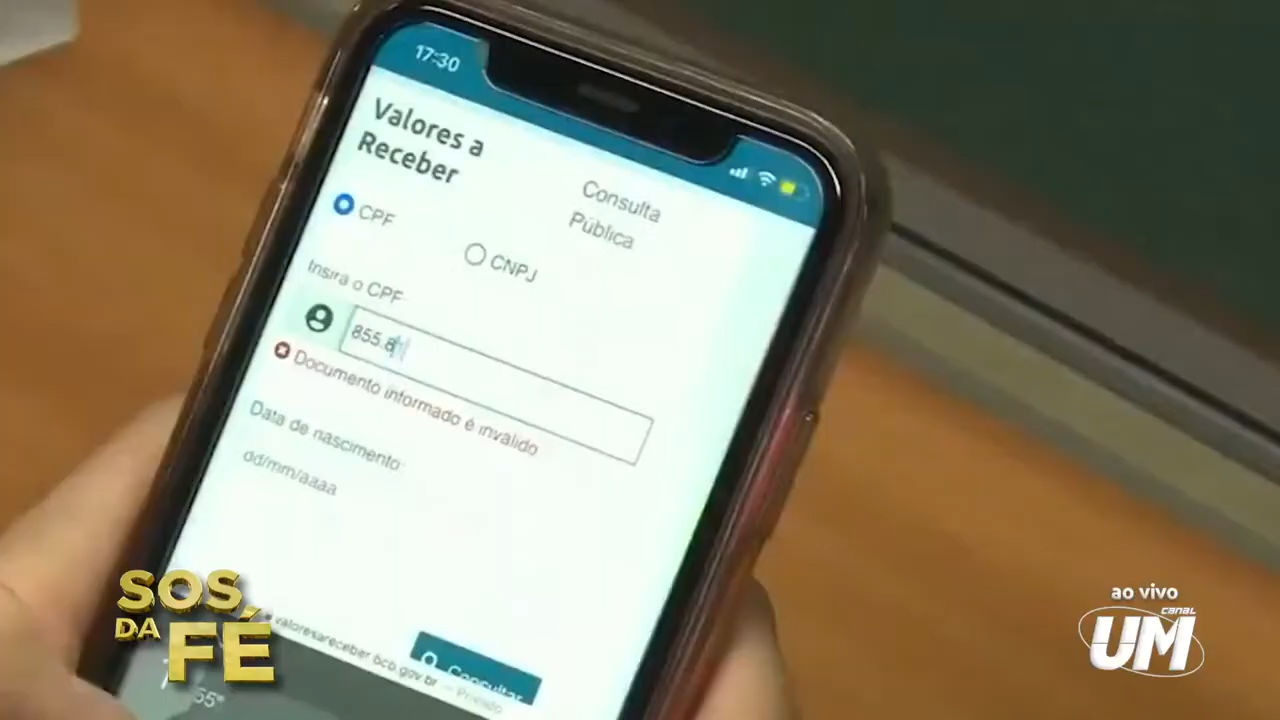 17:30
Valores a
Receber
Consulta
Pública
CPF
CNPJ
Insira o CPF
855.8
Documento informado é inválido
Data de nascimento:
dd/mm/aaaa
valoresareceber.bcb.gov.br — Privado
Consultar
SOS
DA FÉ
ao vivo
canal
UM